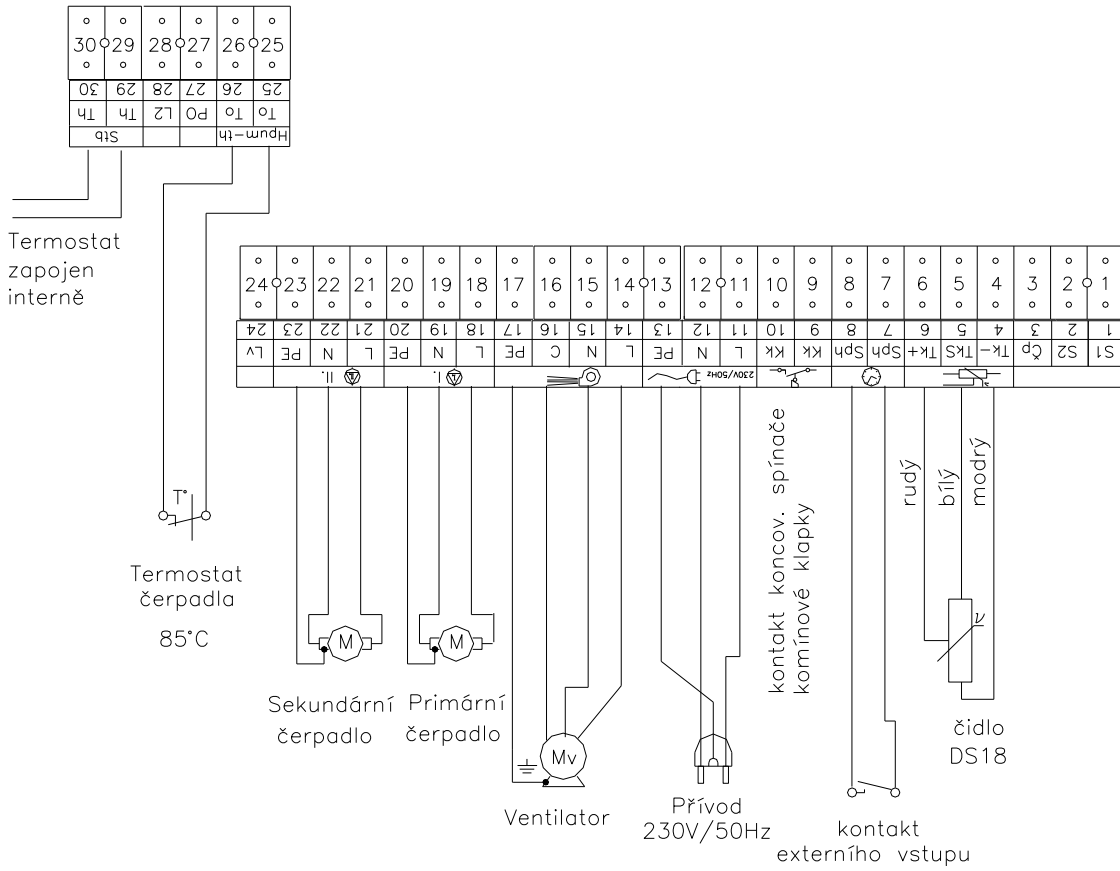 30 29 28 27 26 25
30 29 28 27 26 25
Th Th L2 PO To To
Stb Hpum-th
Termostat
zapojen
interně
24 23 22 21 20 19 18 17 16 15 14 13 12 11 10 9 8 7 6 5 4 3 2 1
24 23 22 21 20 19 18 17 16 15 14 13 12 11 10 9 8 7 6 5 4 3 2 1
Lv PE N L PE N L PE C N L PE N L Kk Kk Sph Sph Tk+ TkS Tk- Čp S2 S1
II. I. 230V/50Hz
T°
Termostat
čerpadla
85°C
M
Sekundární
čerpadlo
M
Primární
čerpadlo
Mv
Ventilator
Přívod
230V/50Hz
kontakt koncov. spínače
komínové klapky
kontakt
externího vstupu
rudý
bílý
modrý
ν
čidlo
DS18